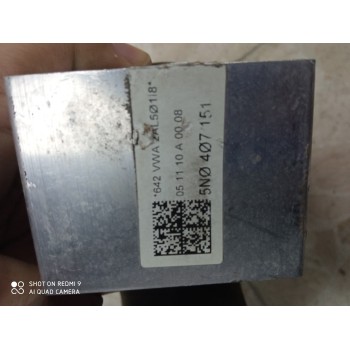 *642 VWA
05 11 10 A 00 08
5N0 407 151
SHOT ON REDMI 9
AI QUAD CAMERA